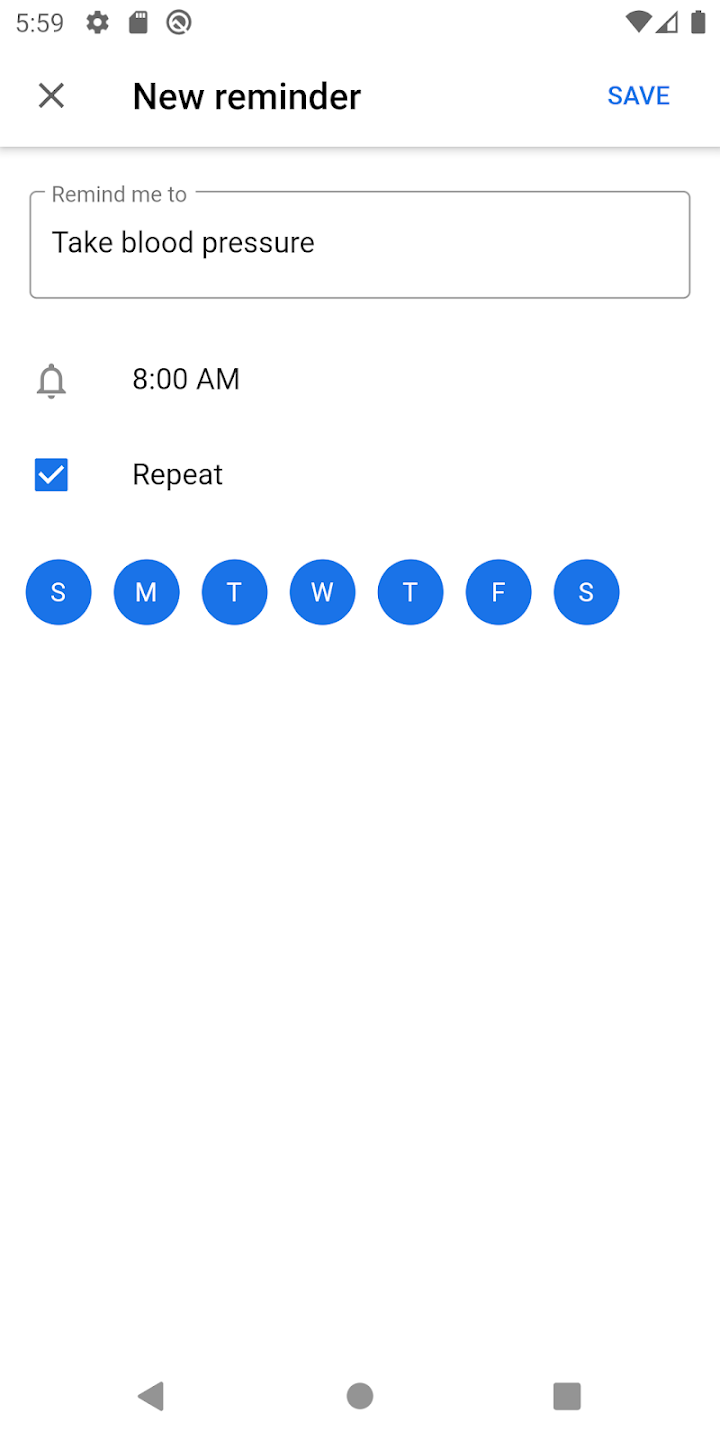 5:59
New reminder
SAVE
Remind me to
Take blood pressure
8:00 AM
Repeat
S M T W T F S